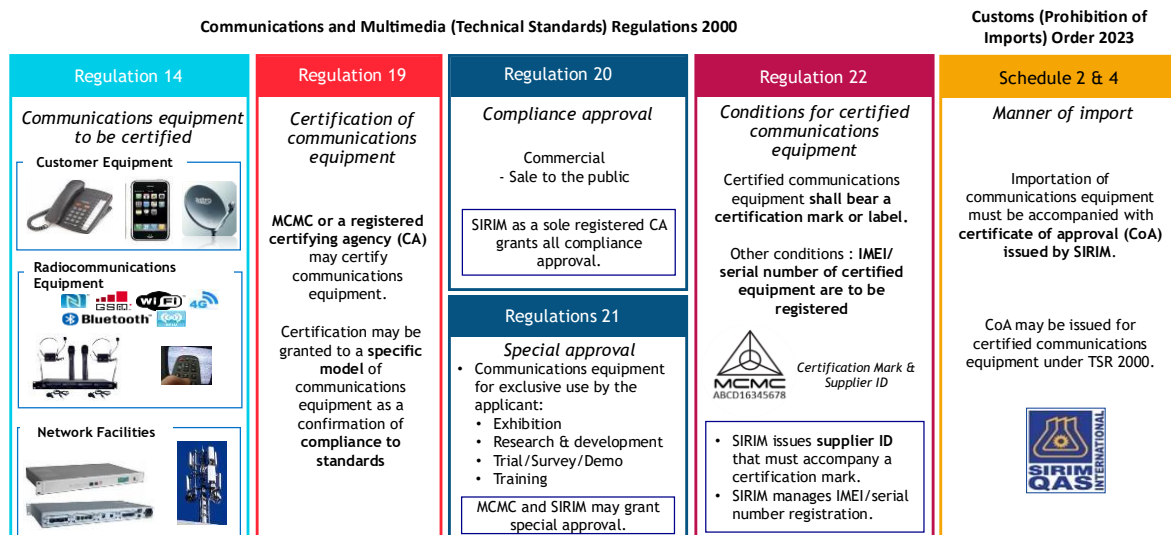 Communications and Multimedia (Technical Standards) Regulations 2000
Customs (Prohibition of
Imports) Order 2023
Regulation 14
Communications equipment
to be certified
Customer Equipment
Radiocommunications
Equipment
N
GSM
WiFi
4G
Bluetooth
Network Facilities
Regulation 19
Certification of
communications
equipment
MCMC or a registered
certifying agency (CA)
may certify
communications
equipment.
Certification may be
granted to a specific
model of
communications
equipment as a
confirmation of
compliance to
standards
Regulation 20
Compliance approval
Commercial
- Sale to the public
SIRIM as a sole registered CA
grants all compliance
approval.
Regulations 21
Special approval
• Communications equipment
for exclusive use by the
applicant:
• Exhibition
• Research & development
• Trial/Survey/Demo
• Training
MCMC and SIRIM may grant
special approval.
Regulation 22
Conditions for certified
communications
equipment
Certified communications
equipment shall bear a
certification mark or label.
Other conditions : IMEI/
serial number of certified
equipment are to be
registered
MCMC
ABCD16345678
Certification Mark &
Supplier ID
• SIRIM issues supplier ID
that must accompany a
certification mark.
• SIRIM manages IMEI/serial
number registration.
Schedule 2 & 4
Manner of import
Importation of
communications equipment
must be accompanied with
certificate of approval (CoA)
issued by SIRIM.
CoA may be issued for
certified communications
equipment under TSR 2000.
SIRIM
QAS
INTERNATIONAL